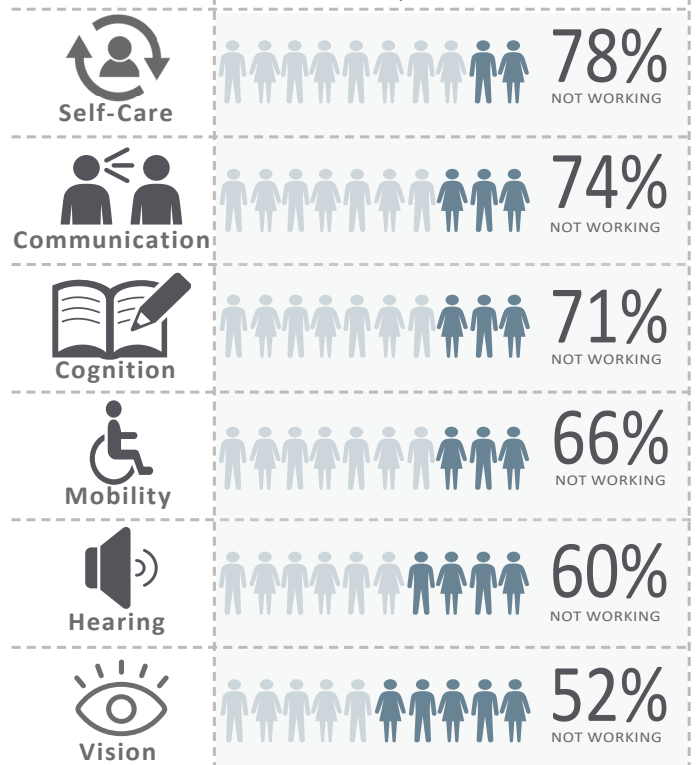 78%
NOT WORKING
Self-Care
74%
NOT WORKING
Communication
71%
NOT WORKING
Cognition
66%
NOT WORKING
Mobility
60%
NOT WORKING
Hearing
52%
NOT WORKING
Vision